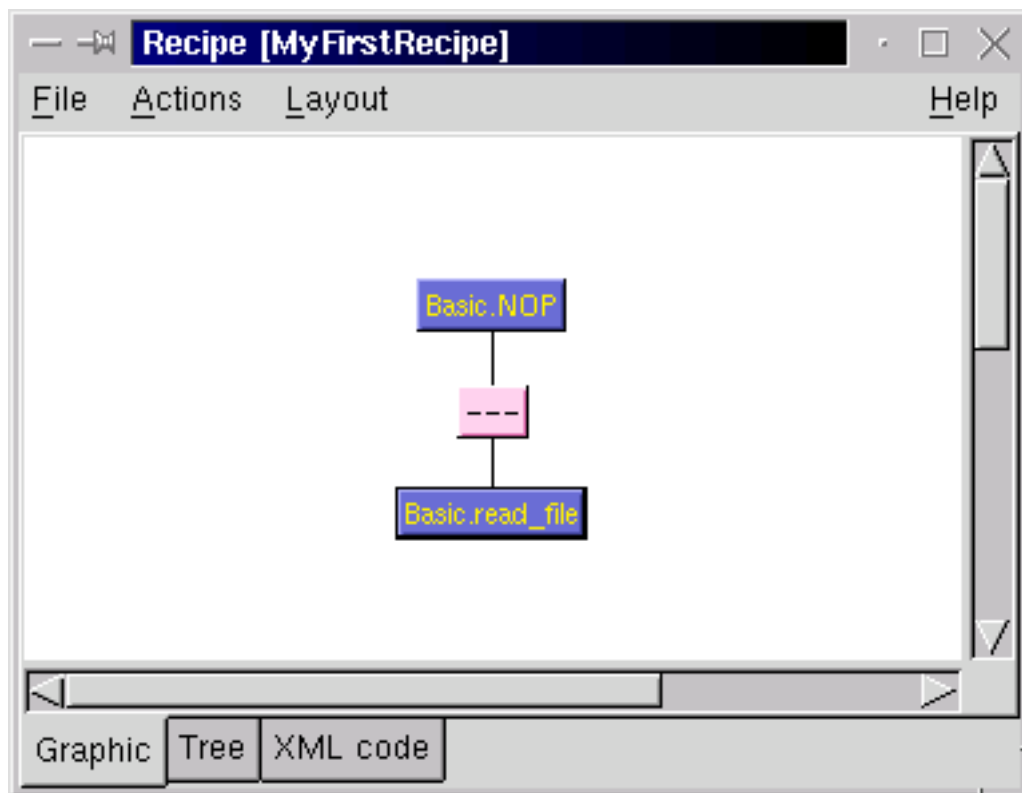 Recipe [MyFirstRecipe]
File Actions Layout Help
Basic.NOP
---
Basic.read_file
Graphic Tree XML code